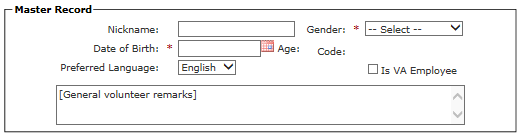 Master Record
Nickname: Gender: * -- Select --
Date of Birth: * Age: Code:
Preferred Language: English Is VA Employee
[General volunteer remarks]